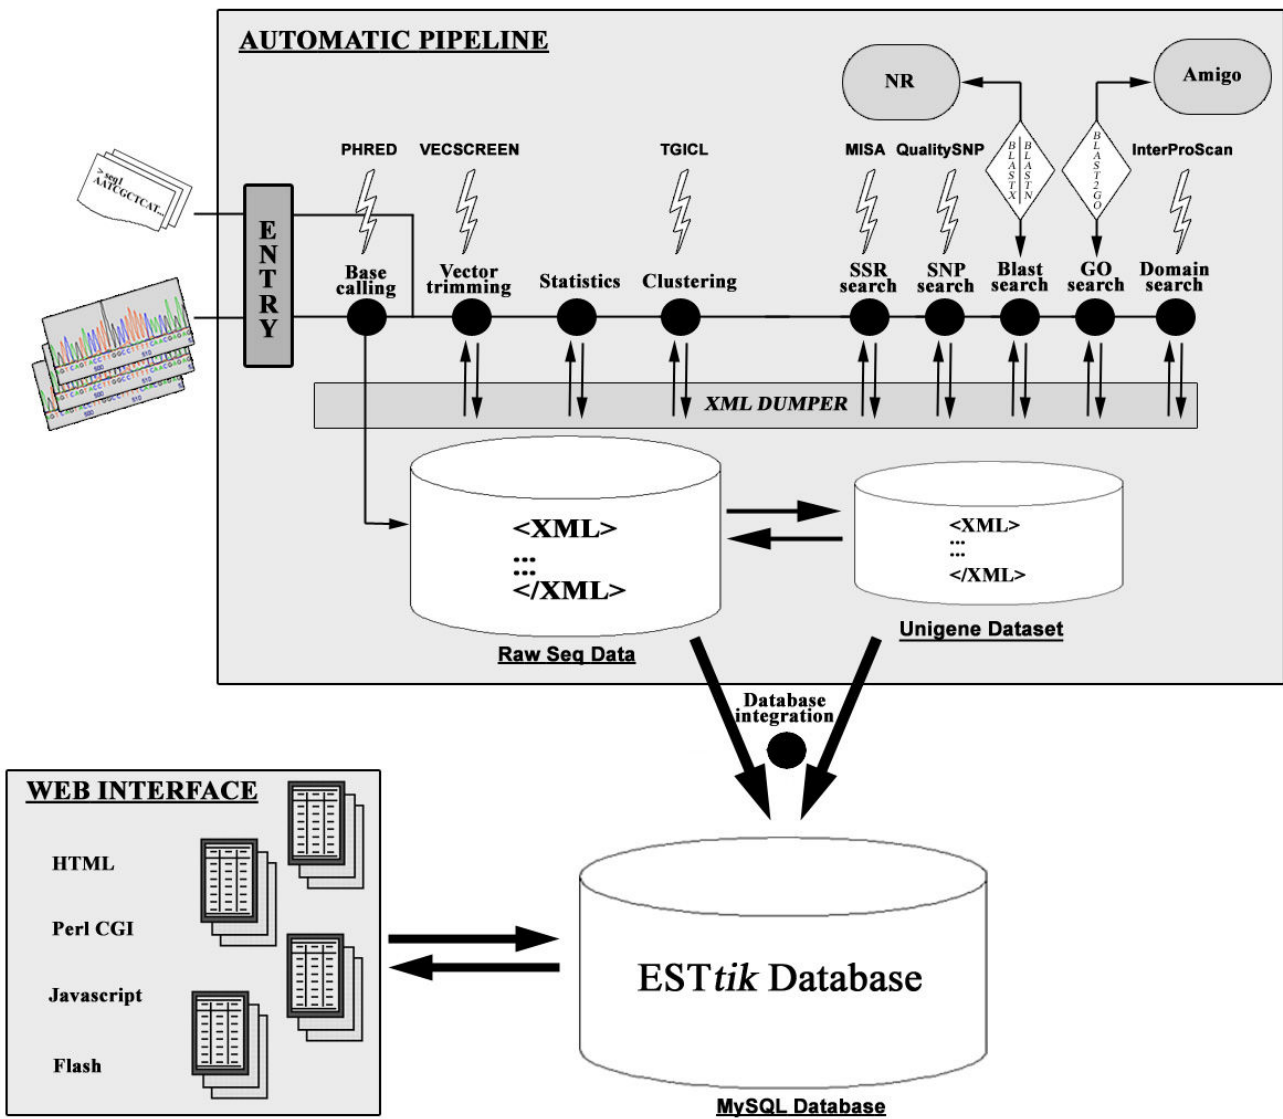 AUTOMATIC PIPELINE
NR
Amigo
PHRED
VECSCREEN
TGICL
MISA
QualitySNP
BLASTX
BLASTN
BLAST2GO
InterProScan
> seq1
AATCGCTCAT...
ENTRY
Base
calling
Vector
trimming
Statistics
Clustering
SSR
search
SNP
search
Blast
search
GO
search
Domain
search
XML DUMPER
<XML>
...
...
</XML>
Raw Seq Data
<XML>
...
...
</XML>
Unigene Dataset
Database
integration
WEB INTERFACE
HTML
Perl CGI
Javascript
Flash
ESTtik Database
MySQL Database